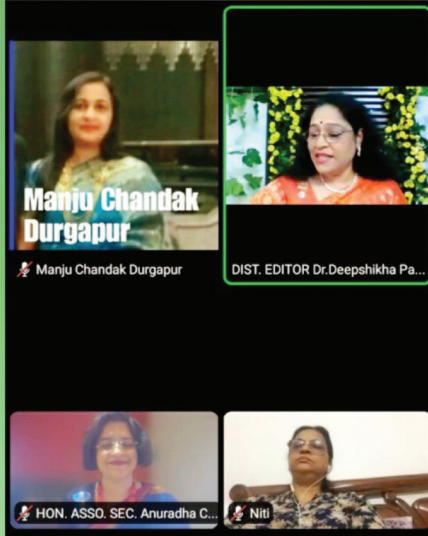 Manju Chandak
Durgapur
Manju Chandak Durgapur
DIST. EDITOR Dr.Deepshikha Pa...
HON. ASSO. SEC. Anuradha C...
Niti